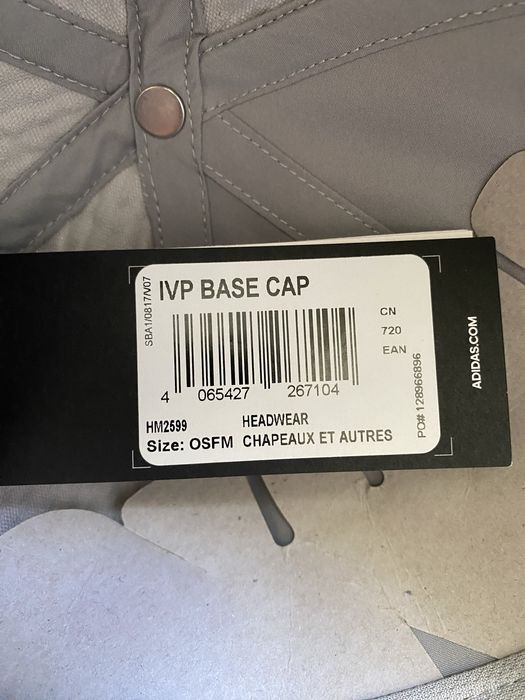 SBA1/0817/V07
IVP BASE CAP
CN
720
EAN
4 065427 267104
HM2599 HEADWEAR
Size: OSFM CHAPEAUX ET AUTRES
PO# 128966896
ADIDAS.COM